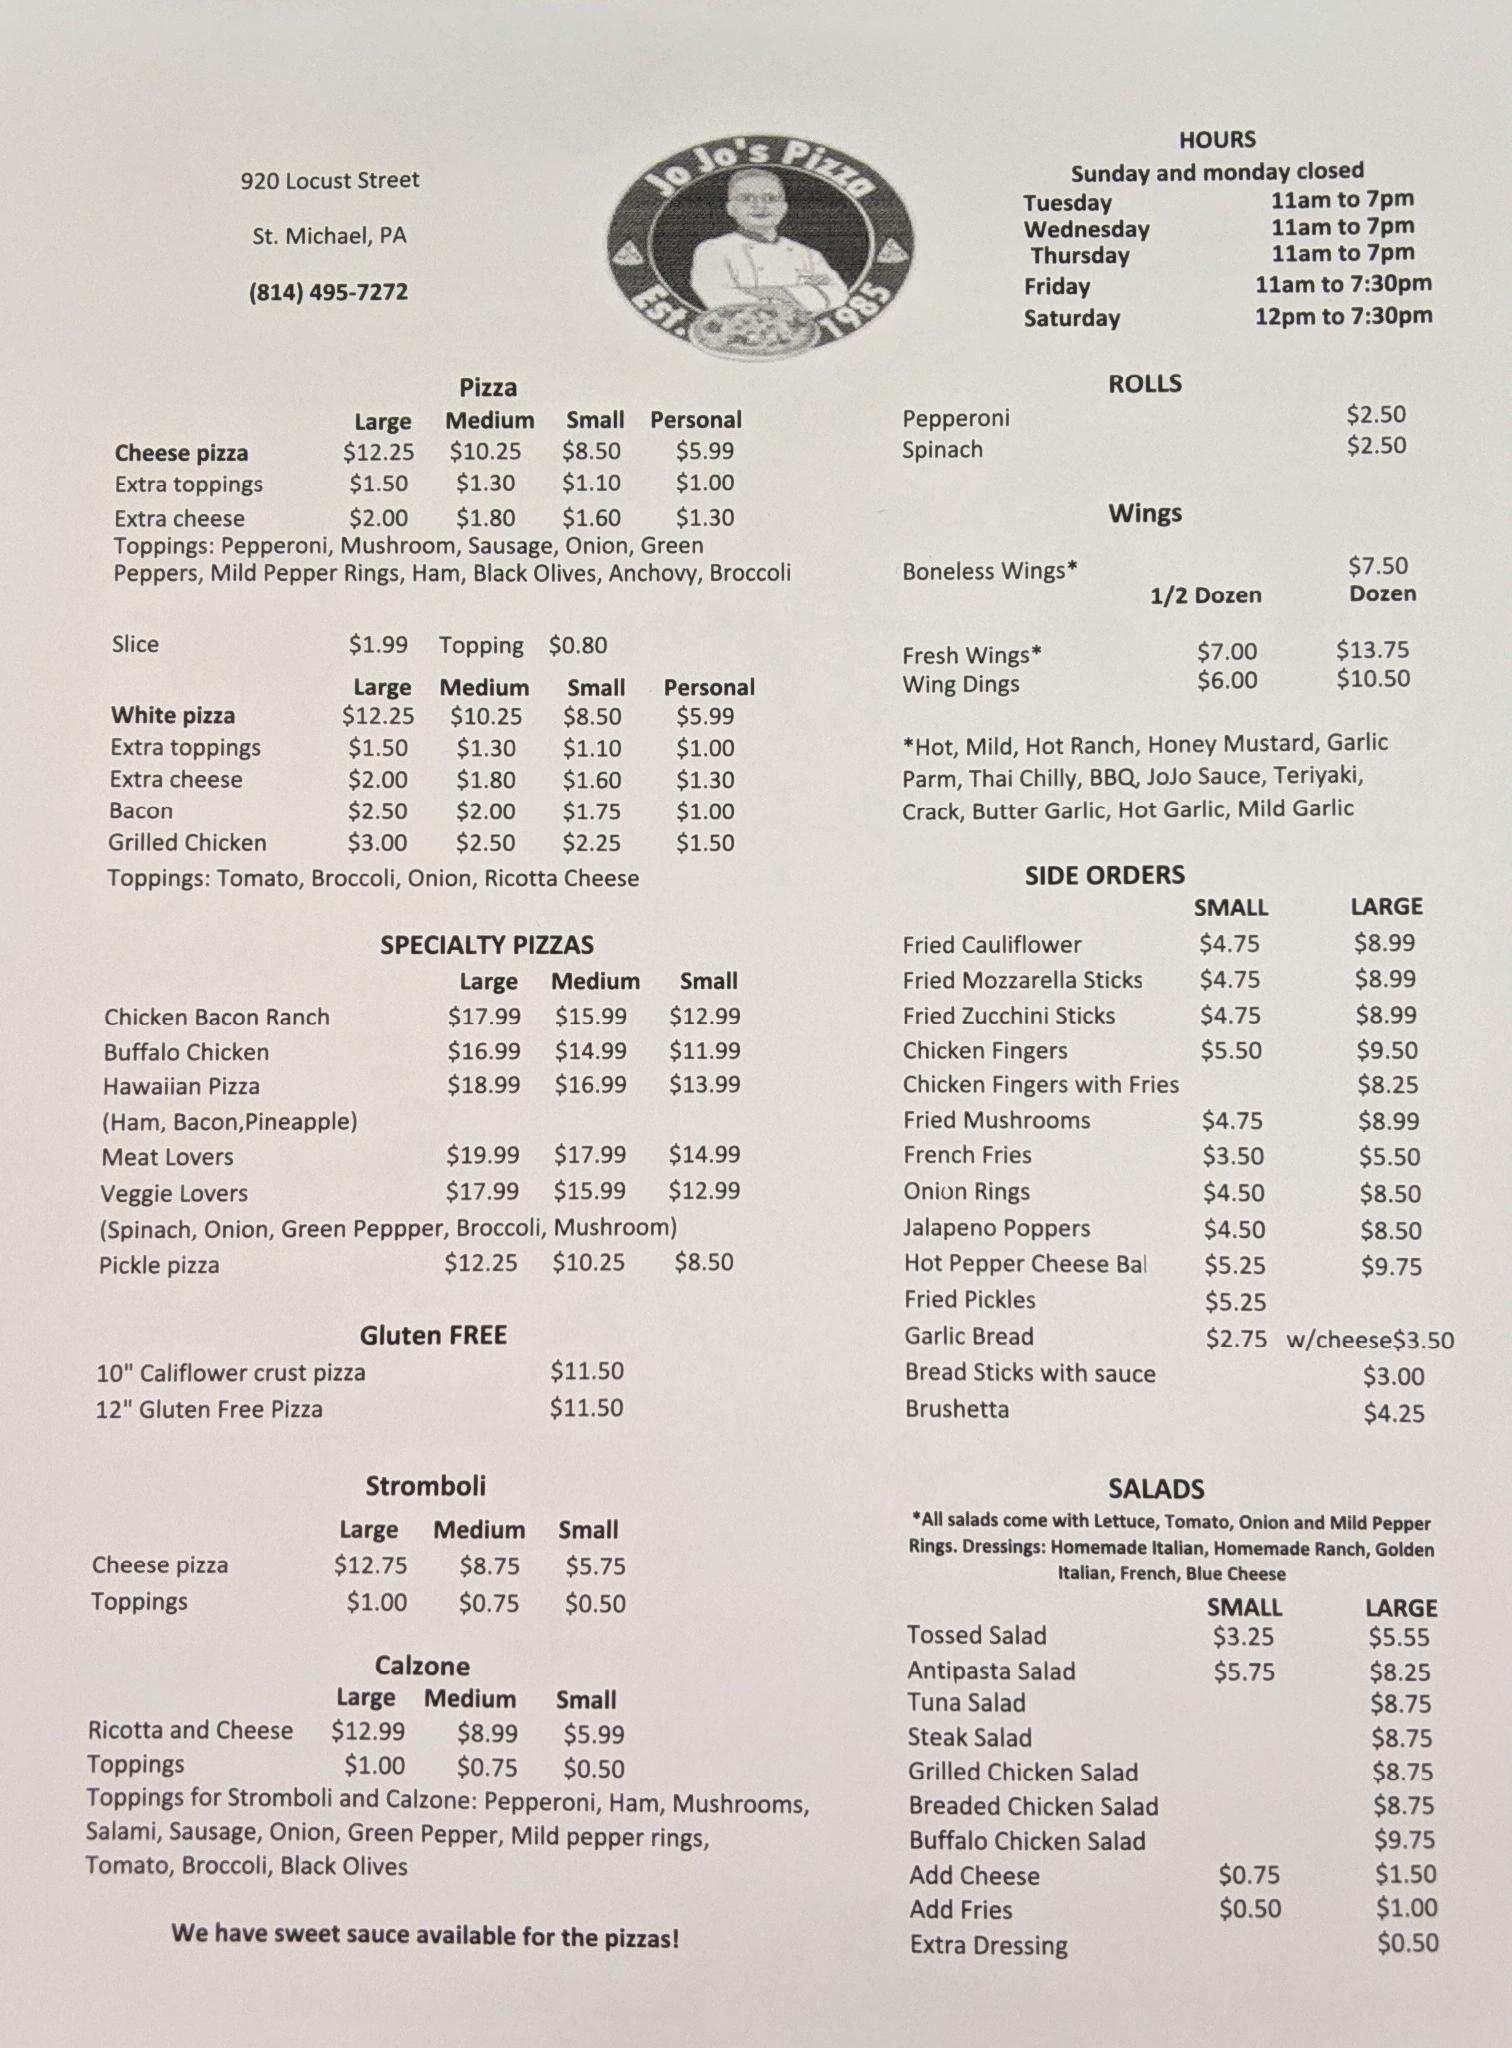 920 Locust Street
St. Michael, PA
(814) 495-7272
Jo Jo's Pizza
Est. 1985
HOURS
Sunday and monday closed
Tuesday 11am to 7pm
Wednesday 11am to 7pm
Thursday 11am to 7pm
Friday 11am to 7:30pm
Saturday 12pm to 7:30pm
Pizza
Large Medium Small Personal
Cheese pizza $12.25 $10.25 $8.50 $5.99
Extra toppings $1.50 $1.30 $1.10 $1.00
Extra cheese $2.00 $1.80 $1.60 $1.30
Toppings: Pepperoni, Mushroom, Sausage, Onion, Green
Peppers, Mild Pepper Rings, Ham, Black Olives, Anchovy, Broccoli
Slice $1.99 Topping $0.80
Large Medium Small Personal
White pizza $12.25 $10.25 $8.50 $5.99
Extra toppings $1.50 $1.30 $1.10 $1.00
Extra cheese $2.00 $1.80 $1.60 $1.30
Bacon $2.50 $2.00 $1.75 $1.00
Grilled Chicken $3.00 $2.50 $2.25 $1.50
Toppings: Tomato, Broccoli, Onion, Ricotta Cheese
SPECIALTY PIZZAS
Large Medium Small
Chicken Bacon Ranch $17.99 $15.99 $12.99
Buffalo Chicken $16.99 $14.99 $11.99
Hawaiian Pizza $18.99 $16.99 $13.99
(Ham, Bacon,Pineapple)
Meat Lovers $19.99 $17.99 $14.99
Veggie Lovers $17.99 $15.99 $12.99
(Spinach, Onion, Green Peppper, Broccoli, Mushroom)
Pickle pizza $12.25 $10.25 $8.50
Gluten FREE
10" Califlower crust pizza $11.50
12" Gluten Free Pizza $11.50
Stromboli
Large Medium Small
Cheese pizza $12.75 $8.75 $5.75
Toppings $1.00 $0.75 $0.50
Calzone
Large Medium Small
Ricotta and Cheese $12.99 $8.99 $5.99
Toppings $1.00 $0.75 $0.50
Toppings for Stromboli and Calzone: Pepperoni, Ham, Mushrooms,
Salami, Sausage, Onion, Green Pepper, Mild pepper rings,
Tomato, Broccoli, Black Olives
We have sweet sauce available for the pizzas!
ROLLS
Pepperoni $2.50
Spinach $2.50
Wings
Boneless Wings* $7.50
1/2 Dozen Dozen
Fresh Wings* $7.00 $13.75
Wing Dings $6.00 $10.50
*Hot, Mild, Hot Ranch, Honey Mustard, Garlic
Parm, Thai Chilly, BBQ, JoJo Sauce, Teriyaki,
Crack, Butter Garlic, Hot Garlic, Mild Garlic
SIDE ORDERS
SMALL LARGE
Fried Cauliflower $4.75 $8.99
Fried Mozzarella Sticks $4.75 $8.99
Fried Zucchini Sticks $4.75 $8.99
Chicken Fingers $5.50 $9.50
Chicken Fingers with Fries $8.25
Fried Mushrooms $4.75 $8.99
French Fries $3.50 $5.50
Onion Rings $4.50 $8.50
Jalapeno Poppers $4.50 $8.50
Hot Pepper Cheese Bal $5.25 $9.75
Fried Pickles $5.25
Garlic Bread $2.75 w/cheese$3.50
Bread Sticks with sauce $3.00
Brushetta $4.25
SALADS
*All salads come with Lettuce, Tomato, Onion and Mild Pepper
Rings. Dressings: Homemade Italian, Homemade Ranch, Golden
Italian, French, Blue Cheese
SMALL LARGE
Tossed Salad $3.25 $5.55
Antipasta Salad $5.75 $8.25
Tuna Salad $8.75
Steak Salad $8.75
Grilled Chicken Salad $8.75
Breaded Chicken Salad $8.75
Buffalo Chicken Salad $9.75
Add Cheese $0.75 $1.50
Add Fries $0.50 $1.00
Extra Dressing $0.50